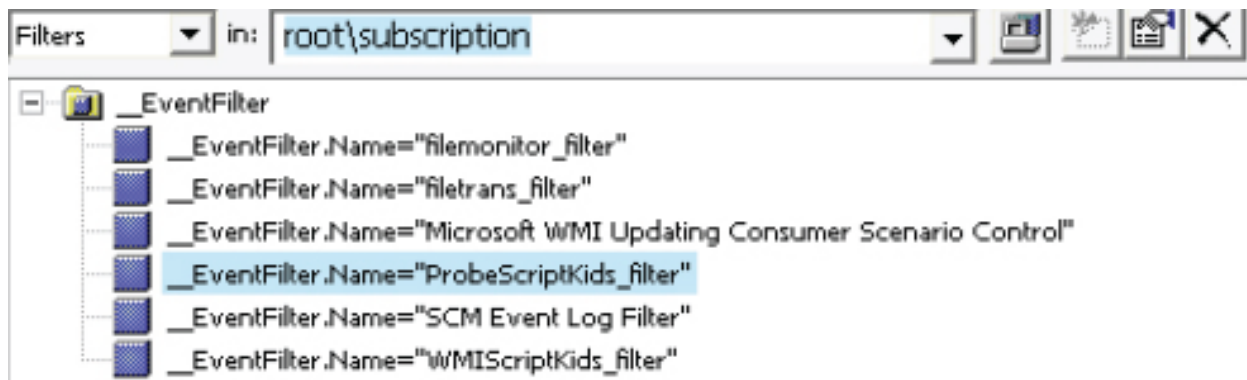 Filters in: root\subscription
__EventFilter
__EventFilter.Name="filemonitor_filter"
__EventFilter.Name="filetrans_filter"
__EventFilter.Name="Microsoft WMI Updating Consumer Scenario Control"
__EventFilter.Name="ProbeScriptKids_filter"
__EventFilter.Name="SCM Event Log Filter"
__EventFilter.Name="WMIScriptKids_filter"